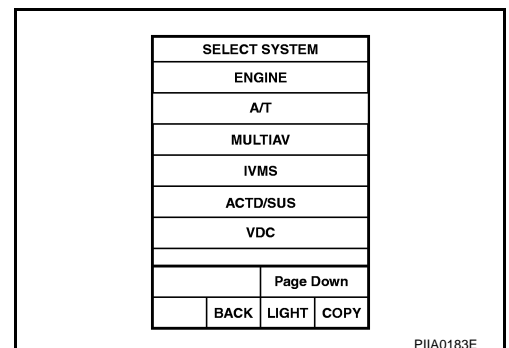 SELECT SYSTEM
ENGINE
A/T
MULTIAV
IVMS
ACTD/SUS
VDC
Page Down
BACK LIGHT COPY
PIIA0183E